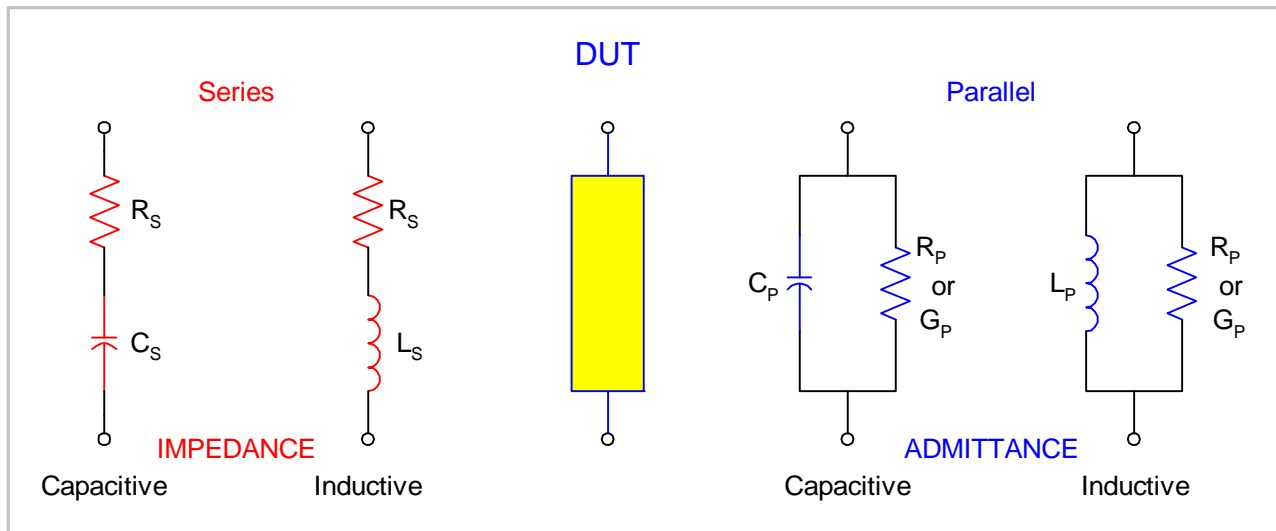 DUT
Series
Parallel
R_S
R_S
C_S
L_S
C_P
R_P
or
G_P
L_P
R_P
or
G_P
IMPEDANCE
ADMITTANCE
Capacitive
Inductive
Capacitive
Inductive